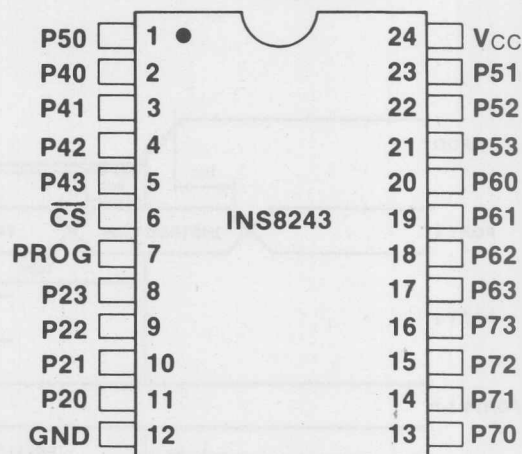 P50 1 24 VCC
P40 2 23 P51
P41 3 22 P52
P42 4 21 P53
P43 5 20 P60
CS 6 INS8243 19 P61
PROG 7 18 P62
P23 8 17 P63
P22 9 16 P73
P21 10 15 P72
P20 11 14 P71
GND 12 13 P70